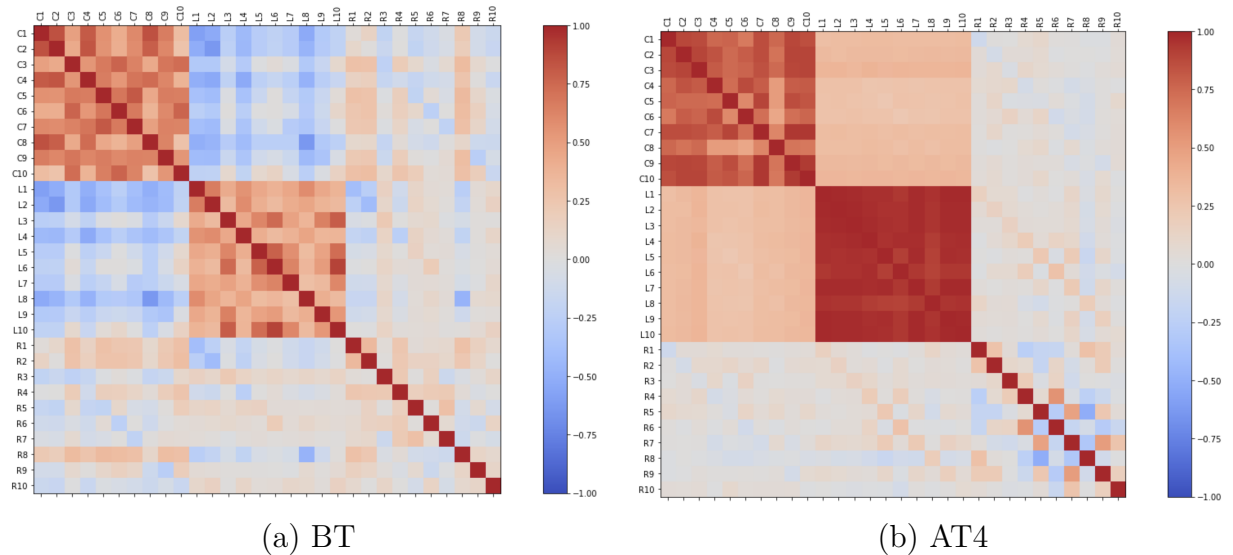 C1 C2 C3 C4 C5 C6 C7 C8 C9 C10 L1 L2 L3 L4 L5 L6 L7 L8 L9 L10 R1 R2 R3 R4 R5 R6 R7 R8 R9 R10
C1
C2
C3
C4
C5
C6
C7
C8
C9
C10
L1
L2
L3
L4
L5
L6
L7
L8
L9
L10
R1
R2
R3
R4
R5
R6
R7
R8
R9
R10
1.00
0.75
0.50
0.25
0.00
−0.25
−0.50
−0.75
−1.00
(a) BT
C1 C2 C3 C4 C5 C6 C7 C8 C9 C10 L1 L2 L3 L4 L5 L6 L7 L8 L9 L10 R1 R2 R3 R4 R5 R6 R7 R8 R9 R10
C1
C2
C3
C4
C5
C6
C7
C8
C9
C10
L1
L2
L3
L4
L5
L6
L7
L8
L9
L10
R1
R2
R3
R4
R5
R6
R7
R8
R9
R10
1.00
0.75
0.50
0.25
0.00
−0.25
−0.50
−0.75
−1.00
(b) AT4